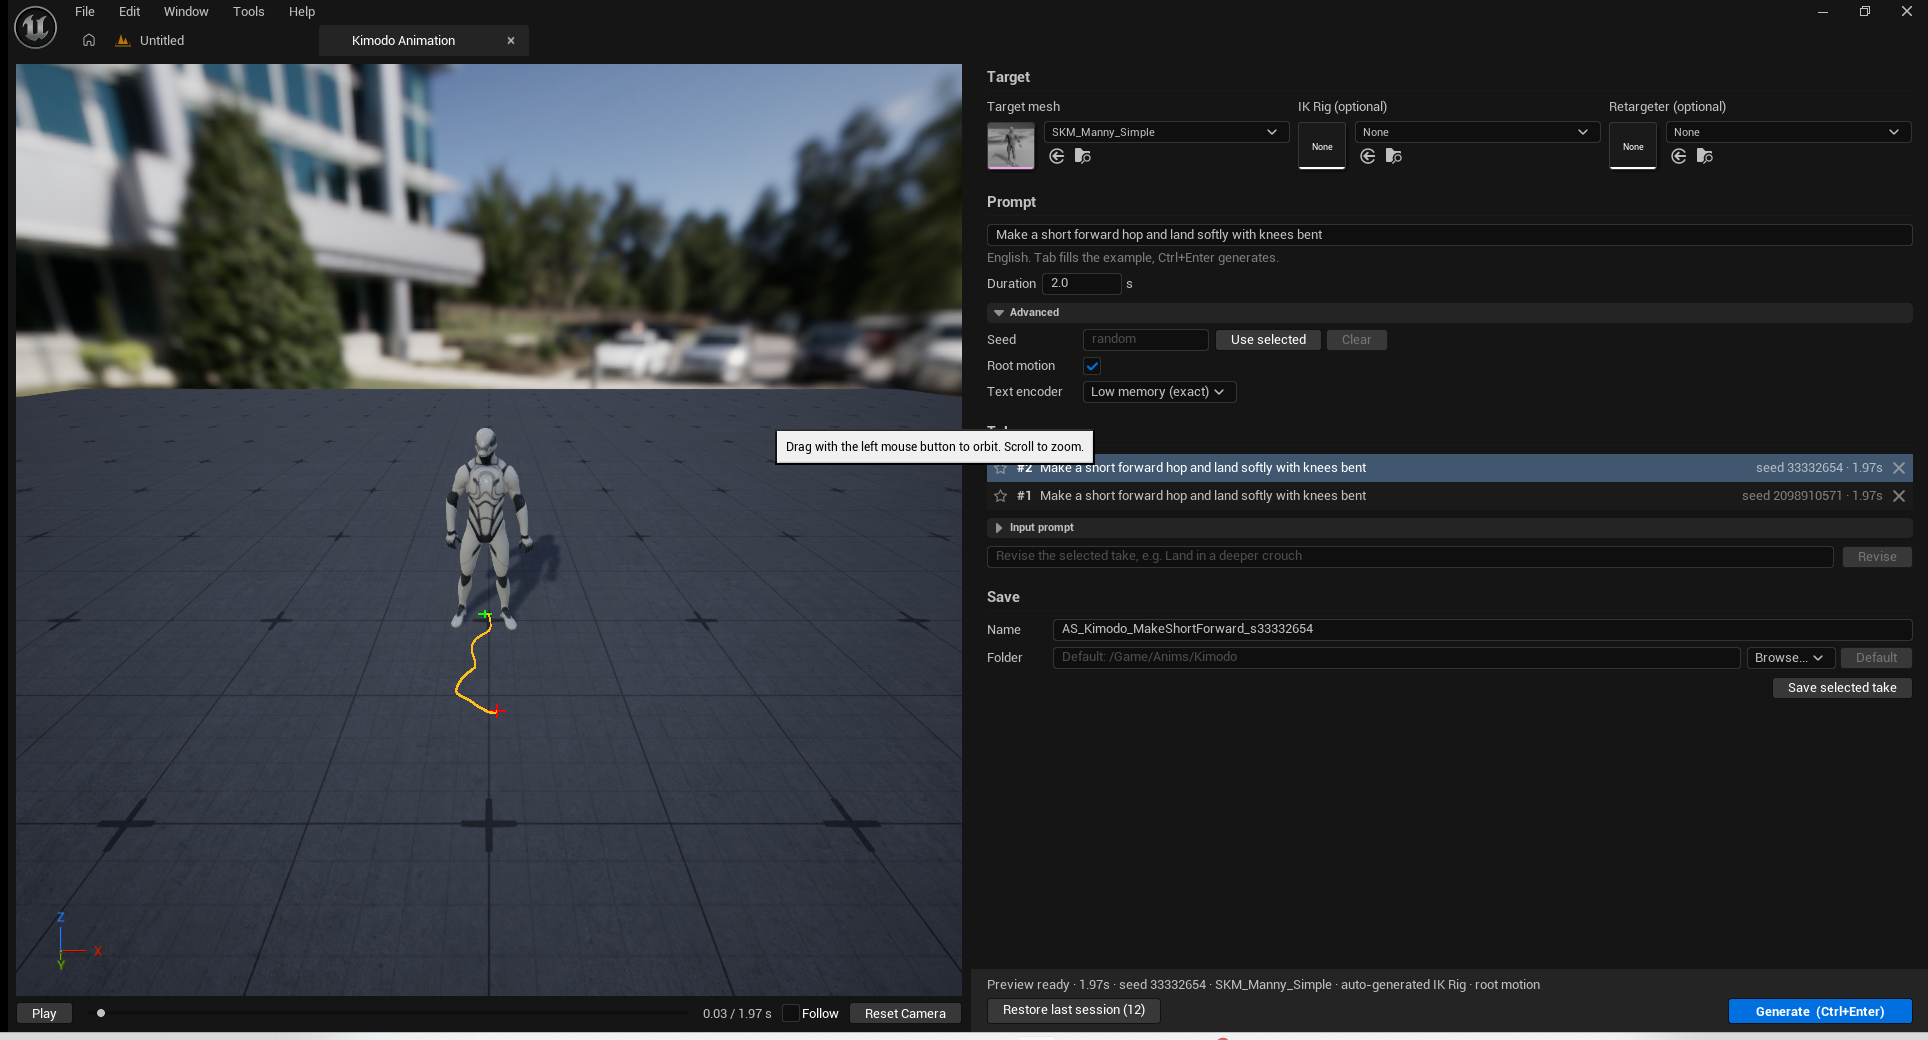 File Edit Window Tools Help
Untitled
Kimodo Animation
Target
Target mesh
SKM_Manny_Simple
IK Rig (optional)
None
None
Retargeter (optional)
None
None
Prompt
Make a short forward hop and land softly with knees bent
English. Tab fills the example, Ctrl+Enter generates.
Duration 2.0 s
Advanced
Seed random Use selected Clear
Root motion
Text encoder Low memory (exact)
Drag with the left mouse button to orbit. Scroll to zoom.
#2 Make a short forward hop and land softly with knees bent seed 33332654 · 1.97s
#1 Make a short forward hop and land softly with knees bent seed 2098910571 · 1.97s
Input prompt
Revise the selected take, e.g. Land in a deeper crouch Revise
Save
Name AS_Kimodo_MakeShortForward_s33332654
Folder Default: /Game/Anims/Kimodo Browse... Default
Save selected take
Z
X
Y
Preview ready · 1.97s · seed 33332654 · SKM_Manny_Simple · auto-generated IK Rig · root motion
Play 0.03 / 1.97 s Follow Reset Camera
Restore last session (12) Generate (Ctrl+Enter)